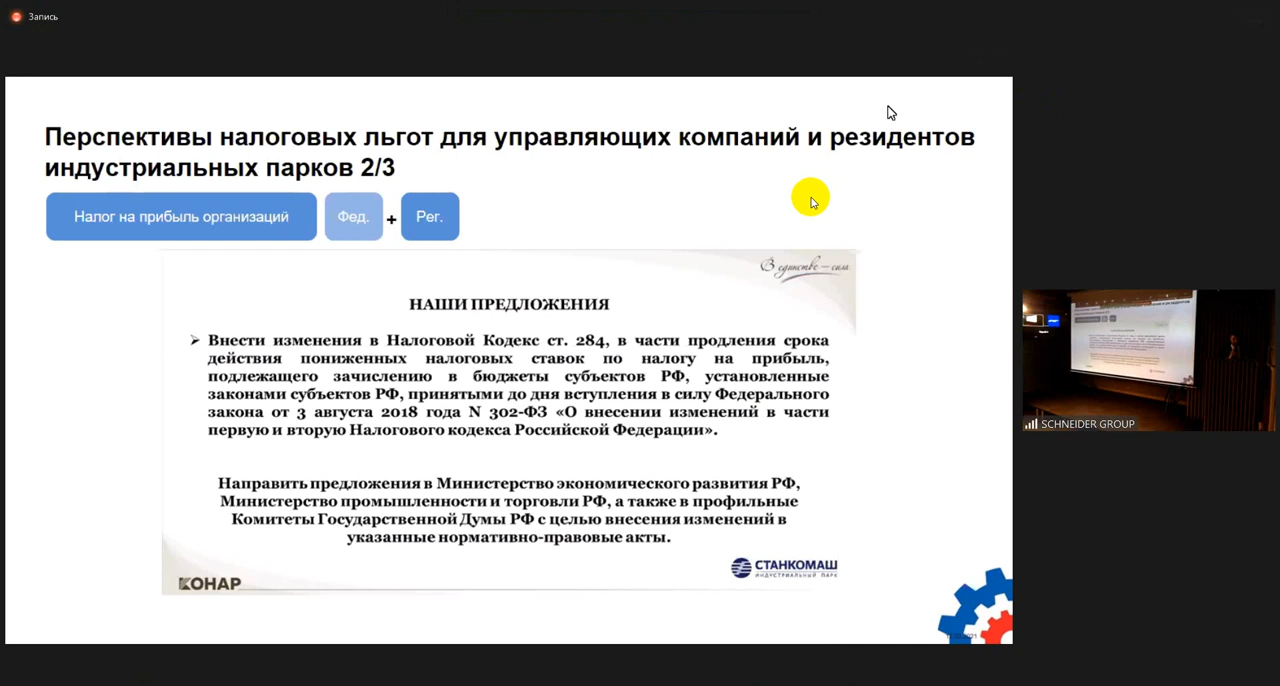 Запись
Перспективы налоговых льгот для управляющих компаний и резидентов
индустриальных парков 2/3
Налог на прибыль организаций Фед. + Рег.
В единстве – сила
НАШИ ПРЕДЛОЖЕНИЯ
➢ Внести изменения в Налоговой Кодекс ст. 284, в части продления срока
действия пониженных налоговых ставок по налогу на прибыль,
подлежащего зачислению в бюджеты субъектов РФ, установленные
законами субъектов РФ, принятыми до дня вступления в силу Федерального
закона от 3 августа 2018 года N 302-ФЗ «О внесении изменений в части
первую и вторую Налогового кодекса Российской Федерации».
Направить предложения в Министерство экономического развития РФ,
Министерство промышленности и торговли РФ, а также в профильные
Комитеты Государственной Думы РФ с целью внесения изменений в
указанные нормативно-правовые акты.
КОНАР
СТАНКОМАШ
ИНДУСТРИАЛЬНЫЙ ПАРК
SCHNEIDER GROUP